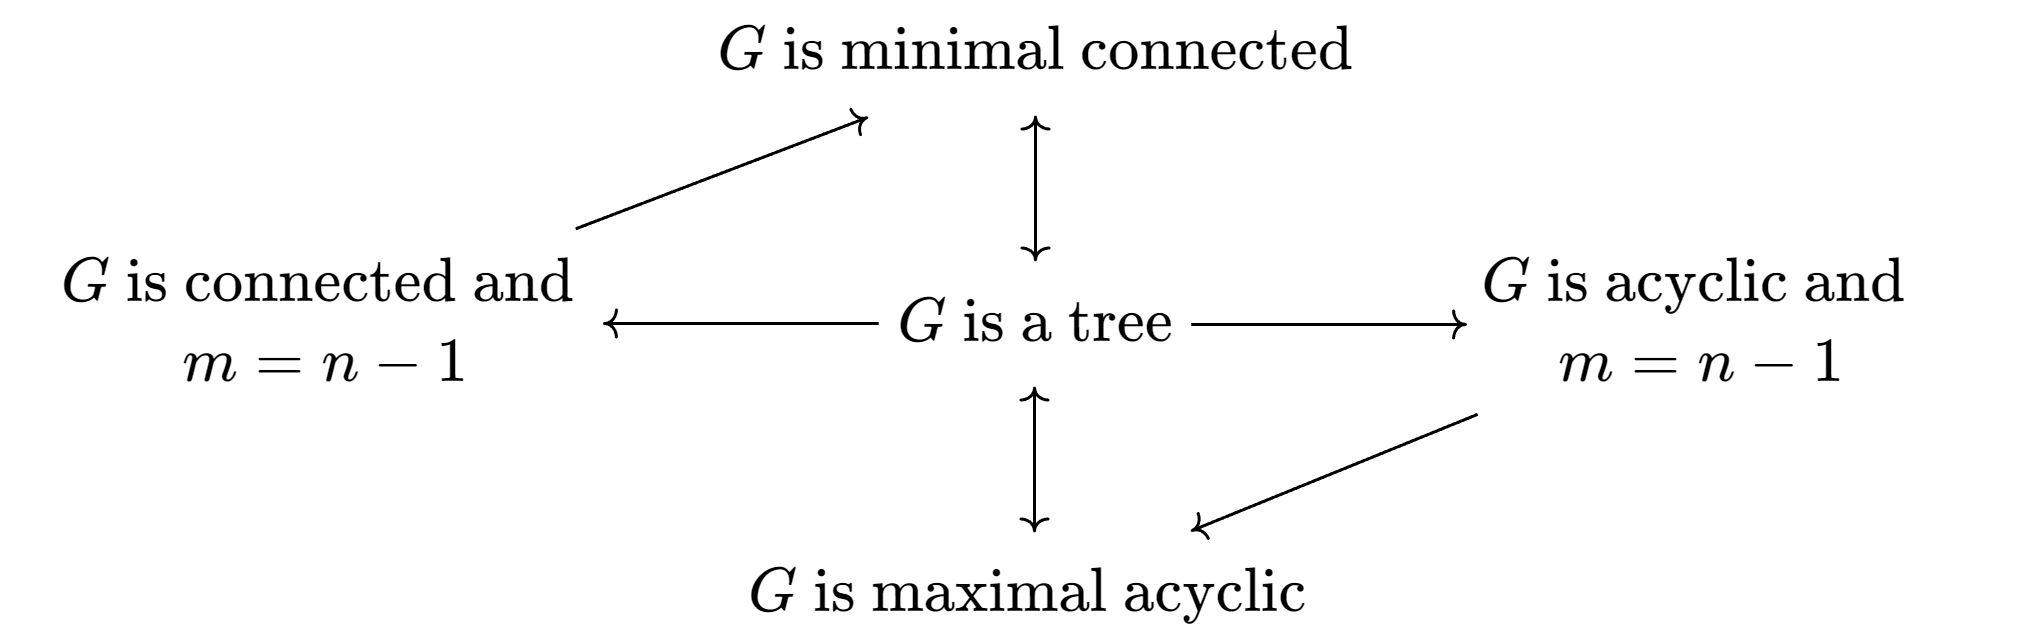 G is minimal connected
G is connected and
m = n − 1
G is a tree
G is acyclic and
m = n − 1
G is maximal acyclic